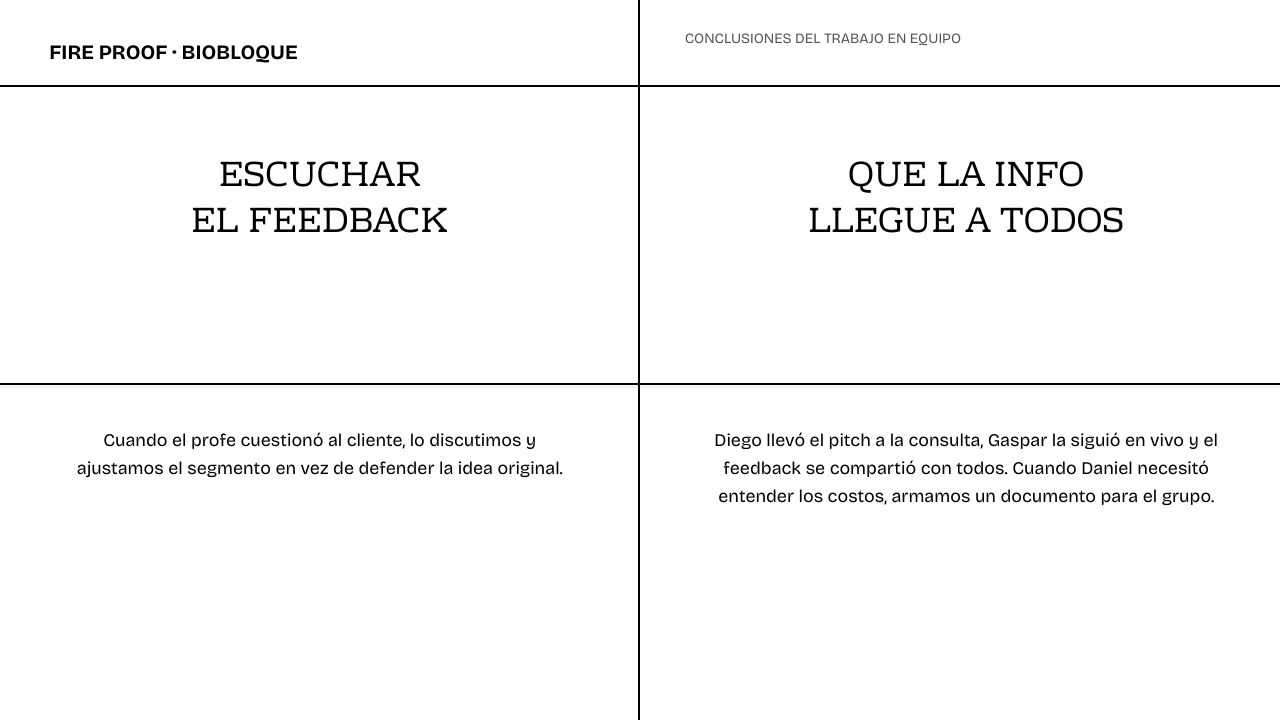 FIRE PROOF · BIOBLOQUE
CONCLUSIONES DEL TRABAJO EN EQUIPO
ESCUCHAR
EL FEEDBACK
QUE LA INFO
LLEGUE A TODOS
Cuando el profe cuestionó al cliente, lo discutimos y
ajustamos el segmento en vez de defender la idea original.
Diego llevó el pitch a la consulta, Gaspar la siguió en vivo y el
feedback se compartió con todos. Cuando Daniel necesitó
entender los costos, armamos un documento para el grupo.